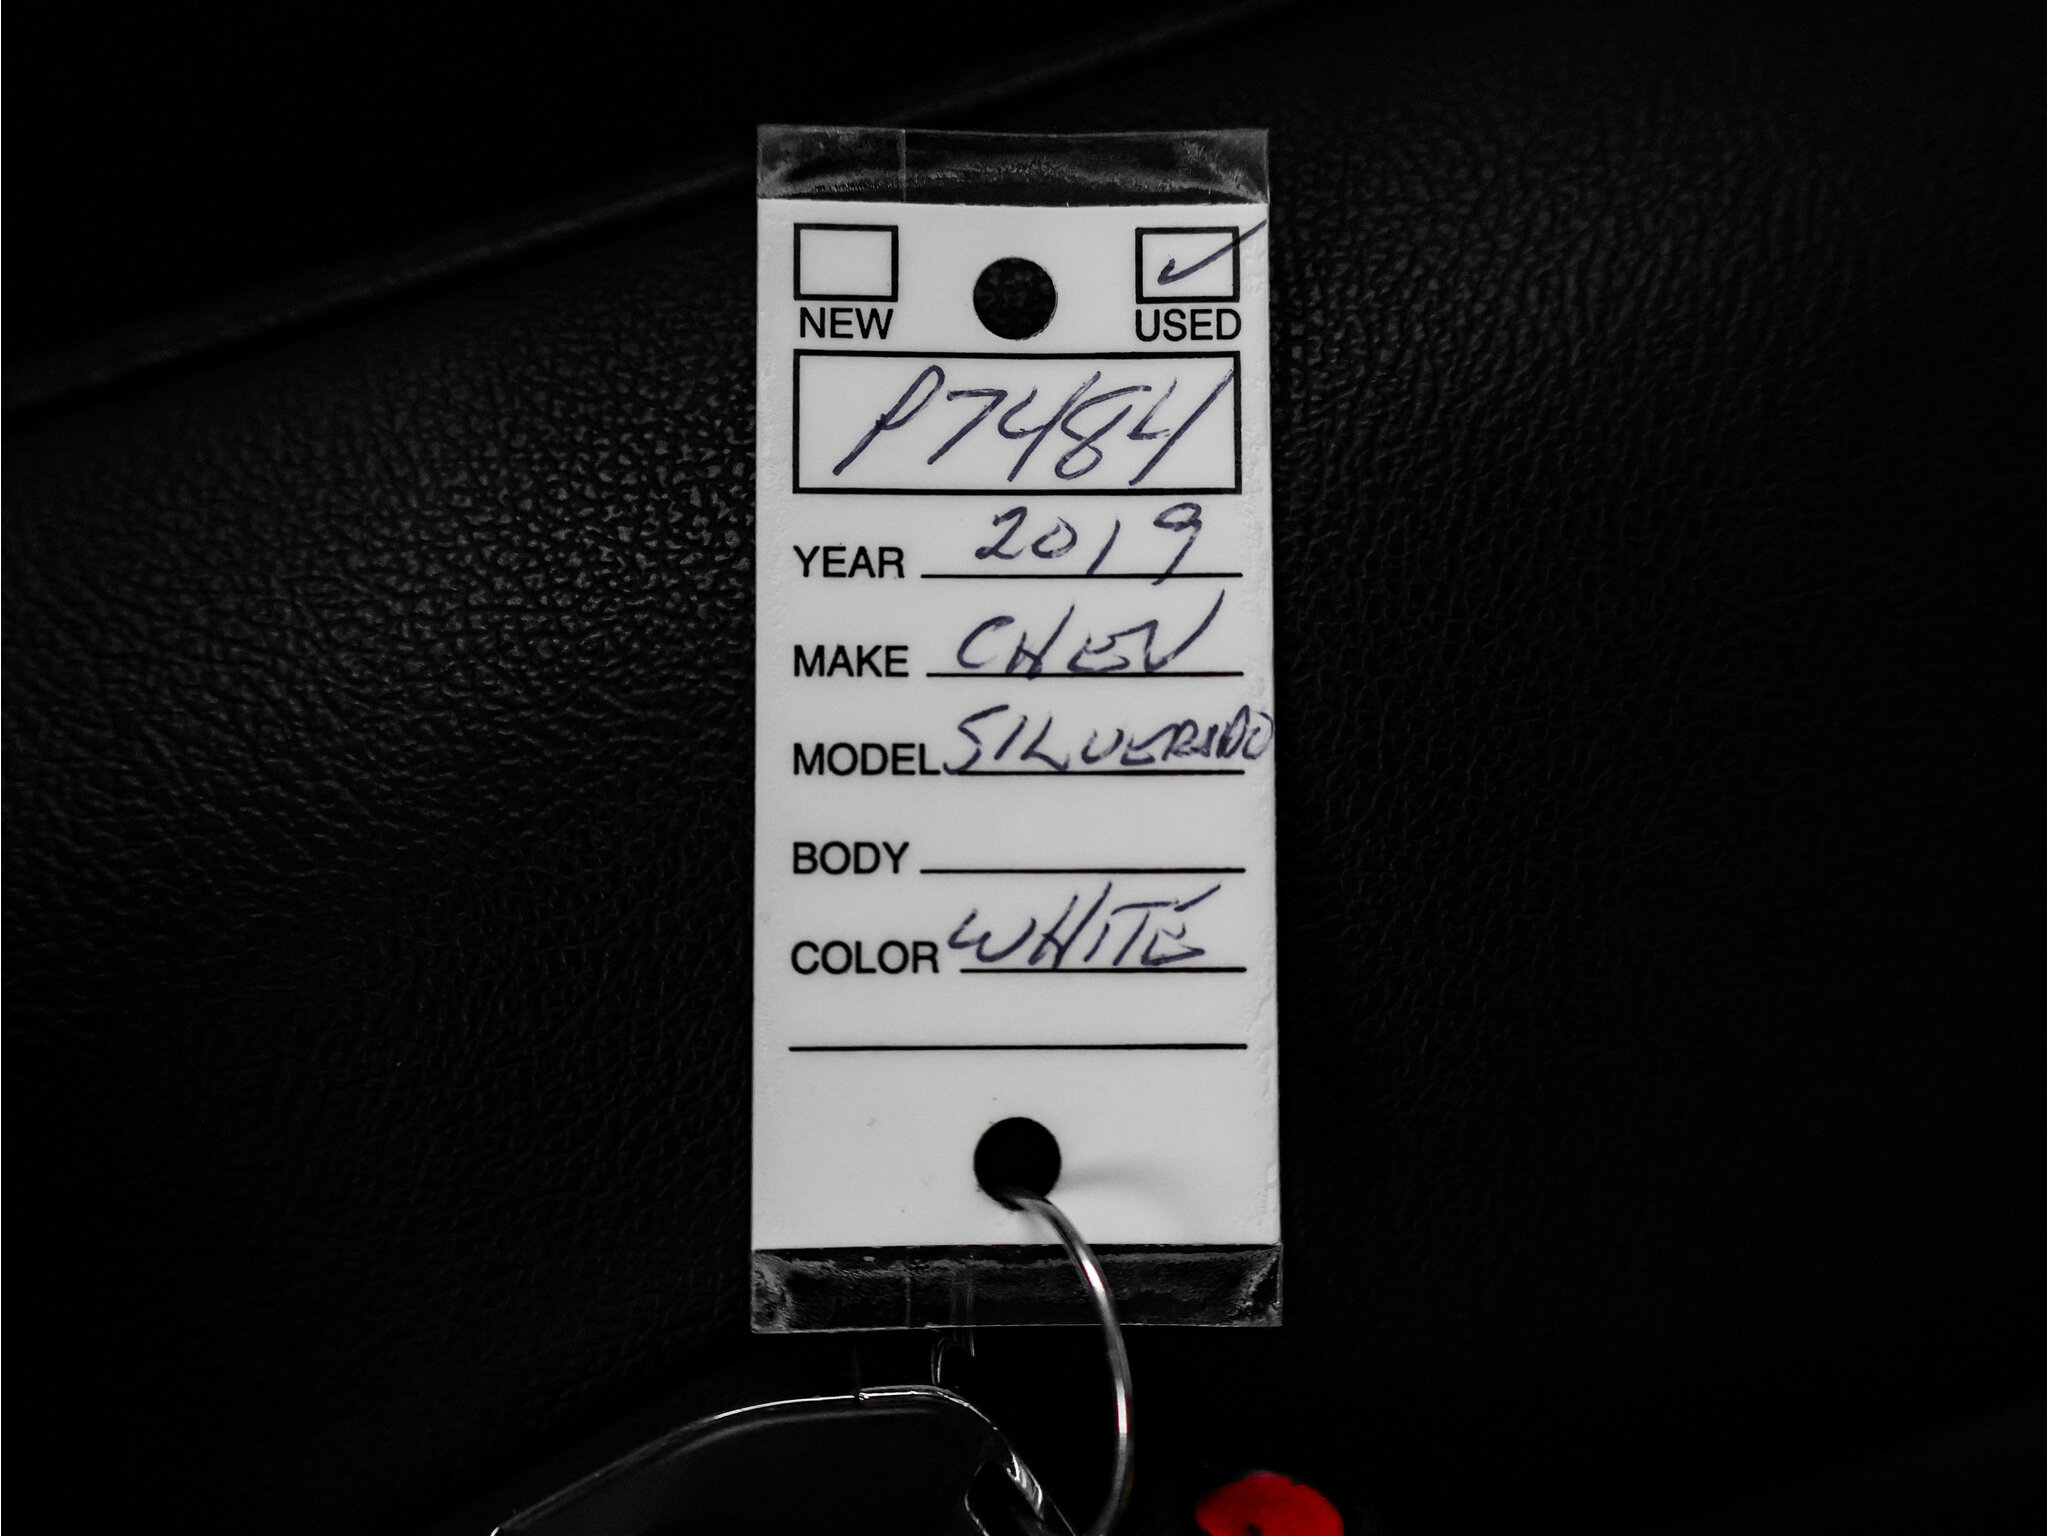 NEW USED
P7484
YEAR 2019
MAKE CHEV
MODEL SILVERADO
BODY
COLOR WHITE